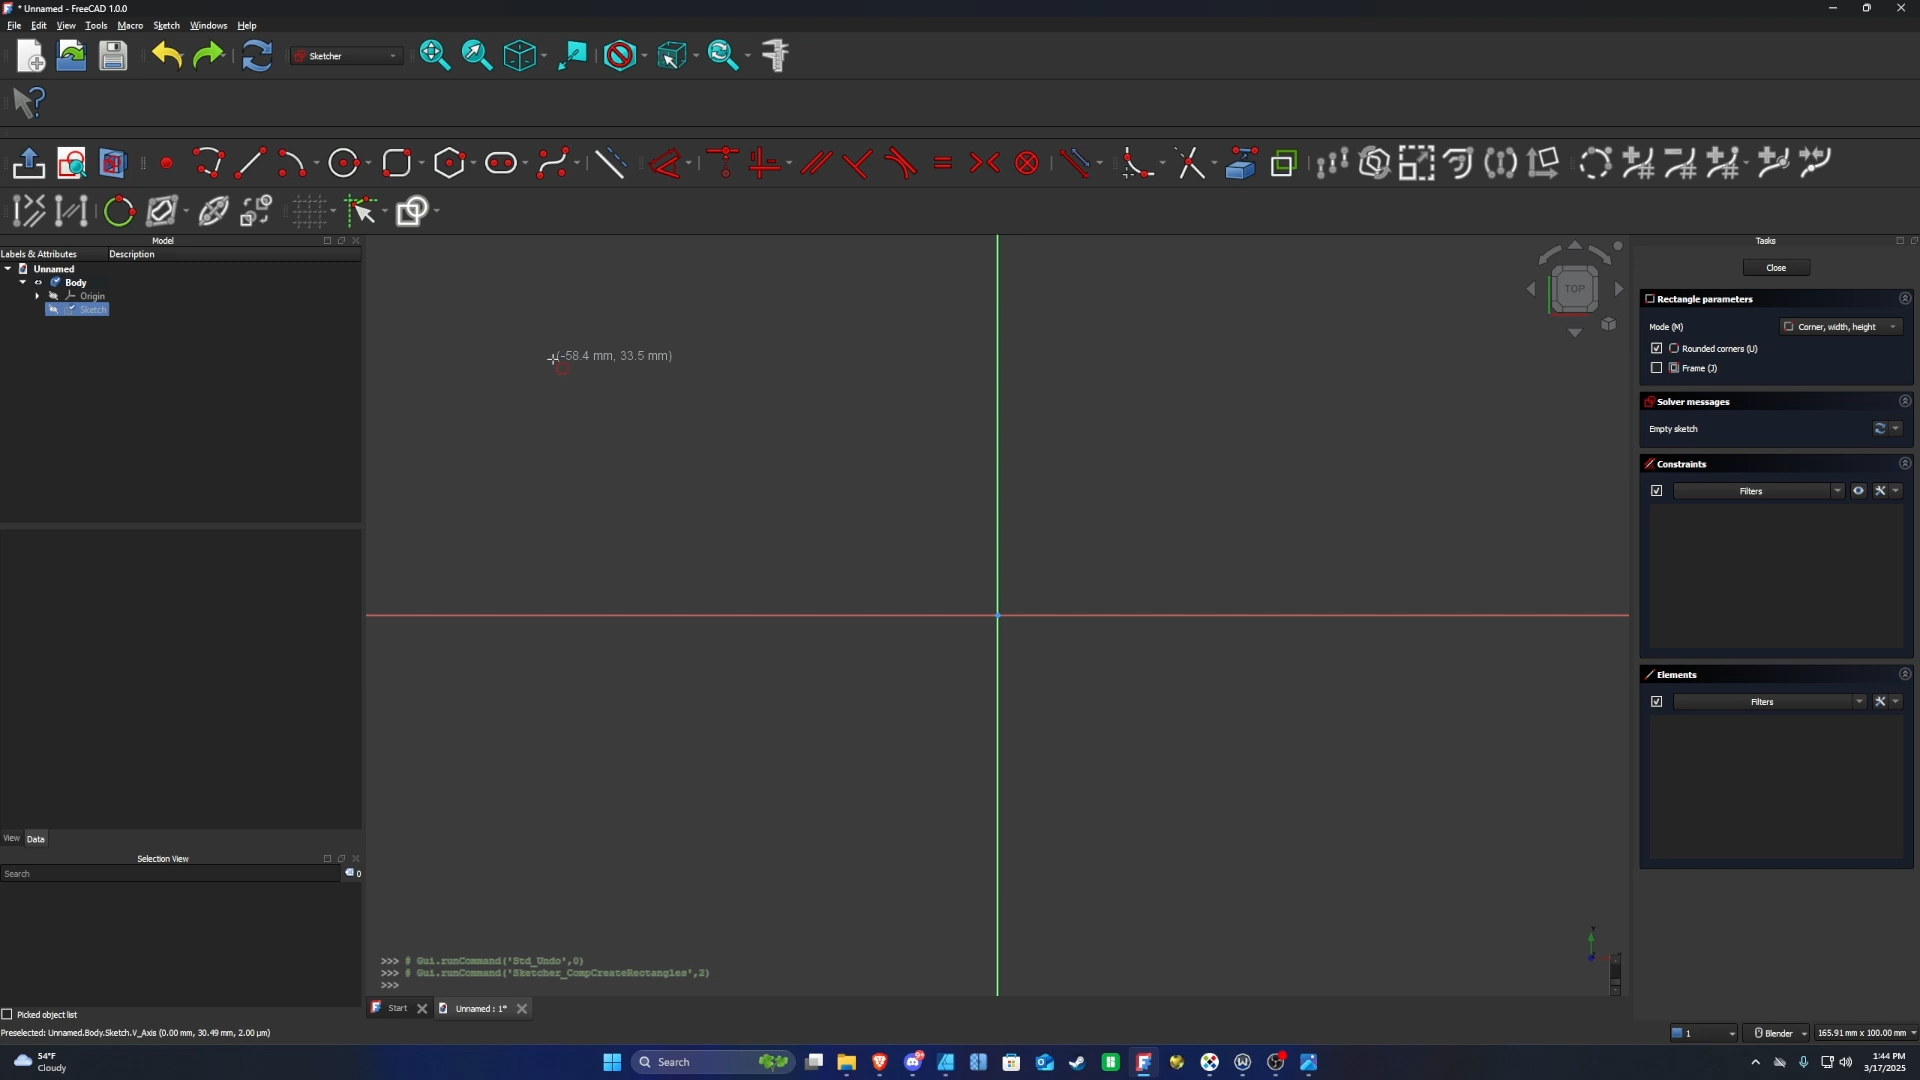 * Unnamed - FreeCAD 1.0.0
File Edit View Tools Macro Sketch Windows Help
Sketcher
Model
Labels & Attributes Description
Unnamed
Body
Origin
Sketch
(-58.4 mm, 33.5 mm)
TOP
Tasks
Close
Rectangle parameters
Mode (M) Corner, width, height
Rounded corners (U)
Frame (J)
Solver messages
Empty sketch
Constraints
Filters
Elements
Filters
View Data
Selection View
Search 0
Picked object list
>>> # Gui.runCommand('Std_Undo',0)
>>> # Gui.runCommand('Sketcher_CompCreateRectangles',2)
>>>
Y
Start Unnamed : 1*
Preselected: Unnamed.Body.Sketch.V_Axis (0.00 mm, 30.49 mm, 2.00 µm)
1 Blender 165.91 mm x 100.00 mm
54°F
Cloudy
Search
1:44 PM
3/17/2025